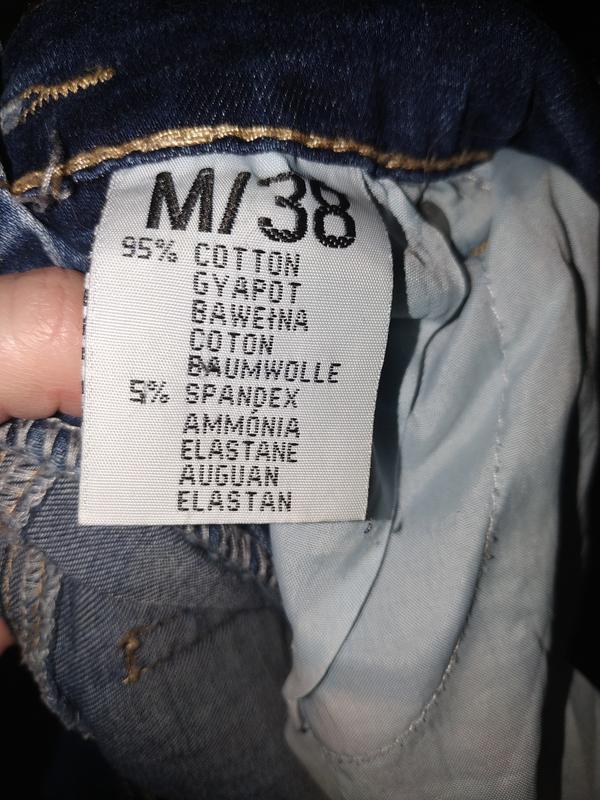 M/38
95% COTTON
GYAPOT
BAWEŁNA
COTON
BAUMWOLLE
5% SPANDEX
AMMÓNIA
ELASTANE
AUGUAN
ELASTAN